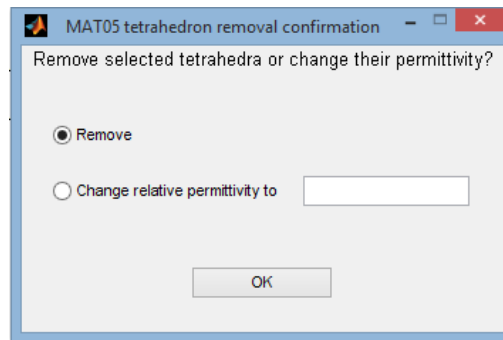 MAT05 tetrahedron removal confirmation
Remove selected tetrahedra or change their permittivity?
Remove
Change relative permittivity to
OK